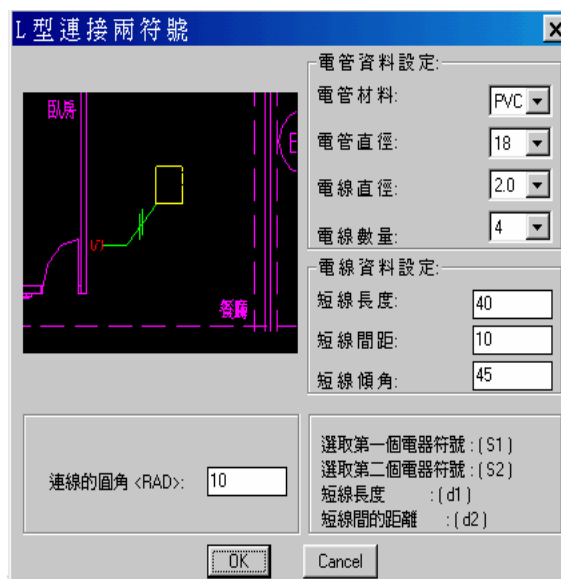 L 型連接兩符號
臥房
餐廳
電管資料設定:
電管材料: PVC
電管直徑: 18
電線直徑: 2.0
電線數量: 4
電線資料設定:
短線長度: 40
短線間距: 10
短線傾角: 45
連線的圓角 <RAD>: 10
選取第一個電器符號 : (S1)
選取第二個電器符號 : (S2)
短線長度 : (d1)
短線間的距離 : (d2)
OK Cancel